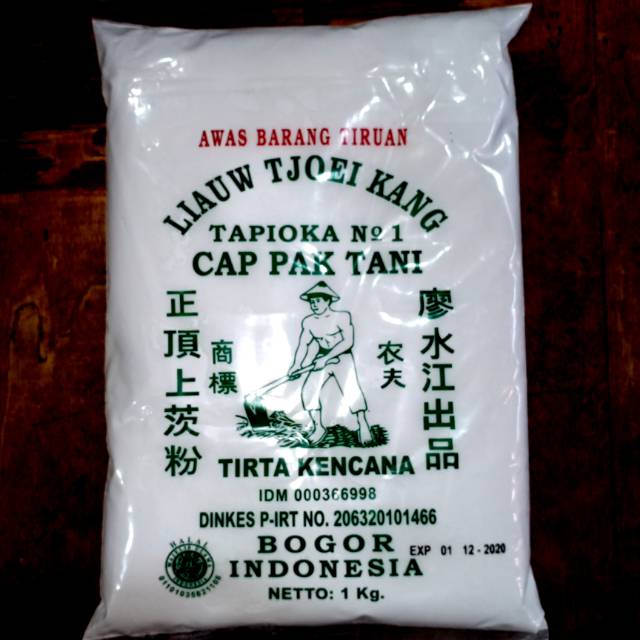 AWAS BARANG TIRUAN
LIAUW TJOEI KANG
TAPIOKA No 1
CAP PAK TANI
正頂上茨粉
商標
农夫
廖水江出品
TIRTA KENCANA
IDM 000366998
DINKES P-IRT NO. 206320101466
BOGOR
EXP 01 12 - 2020
INDONESIA
HALAL
NETTO: 1 Kg.